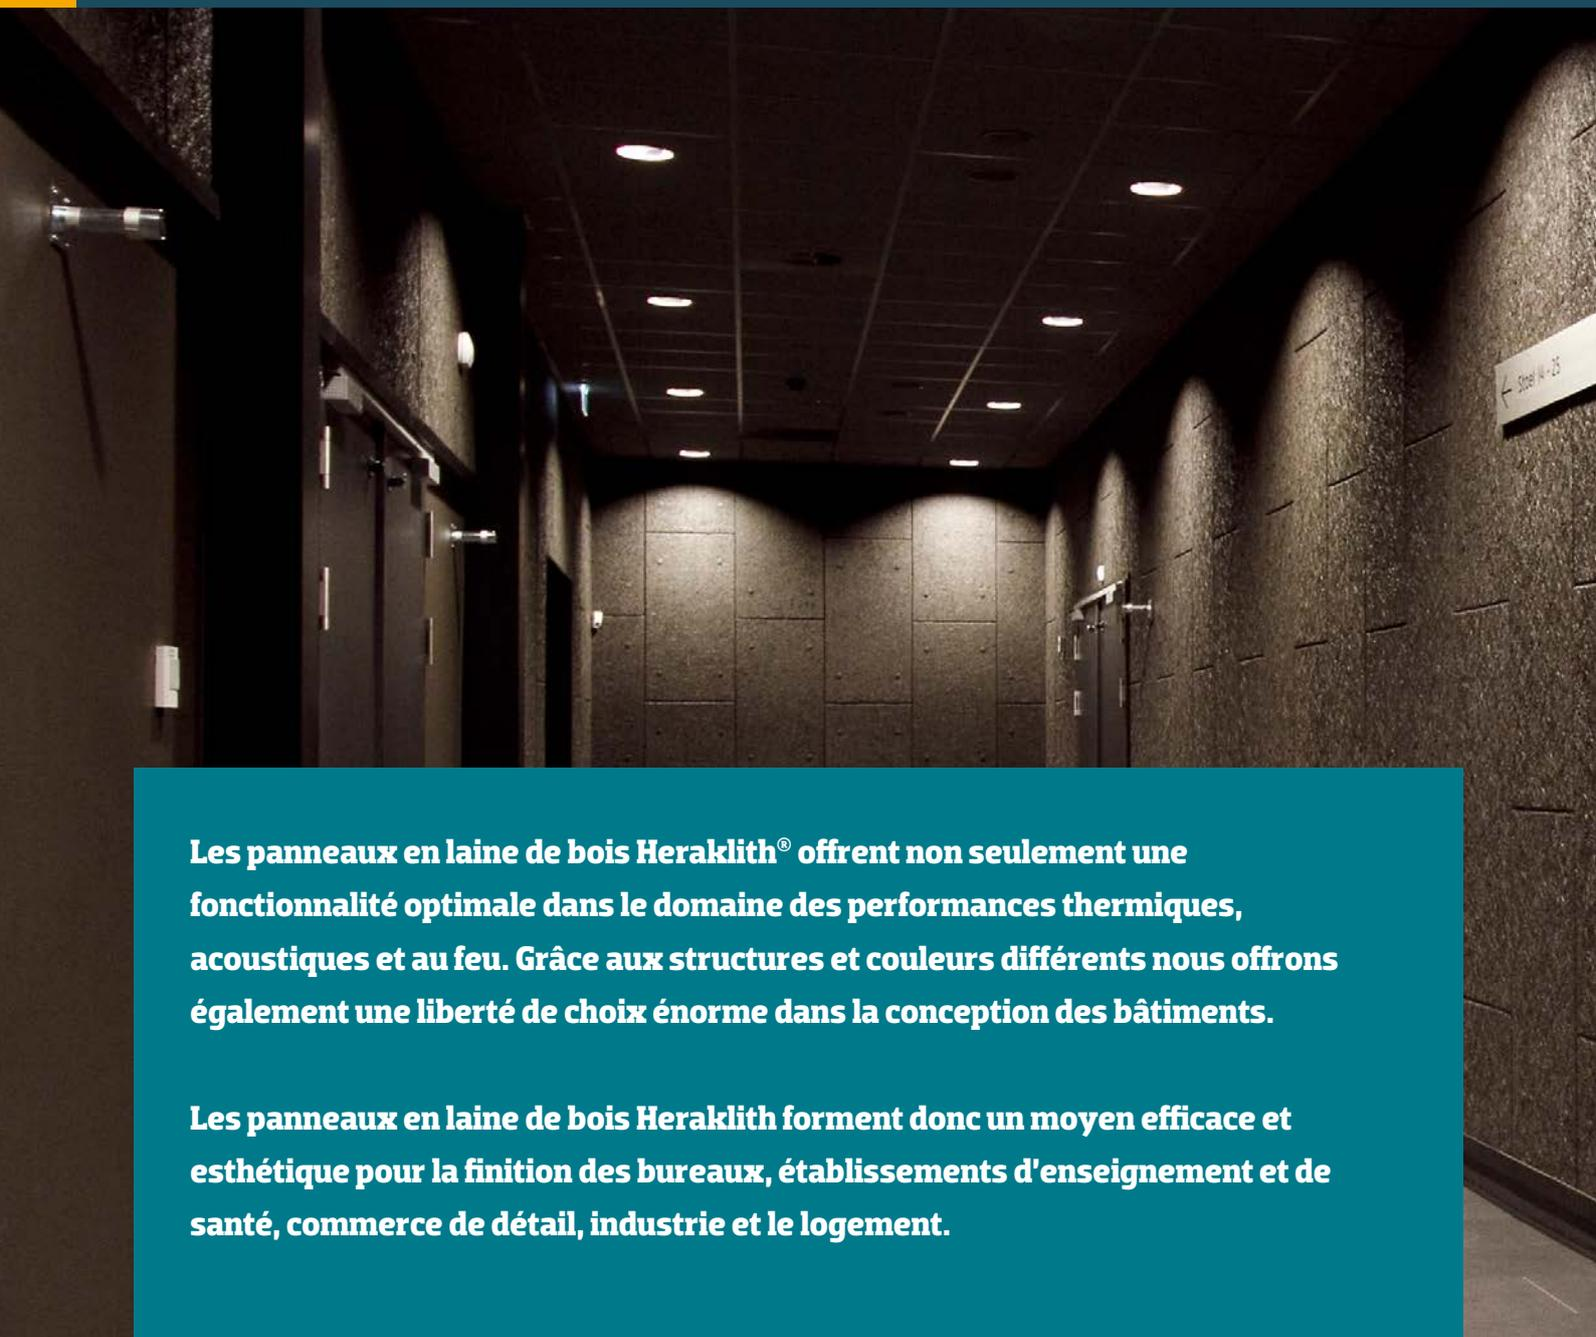 ← Stoel 14 - 25
Les panneaux en laine de bois Heraklith® offrent non seulement une
fonctionnalité optimale dans le domaine des performances thermiques,
acoustiques et au feu. Grâce aux structures et couleurs différents nous offrons
également une liberté de choix énorme dans la conception des bâtiments.
Les panneaux en laine de bois Heraklith forment donc un moyen efficace et
esthétique pour la finition des bureaux, établissements d'enseignement et de
santé, commerce de détail, industrie et le logement.